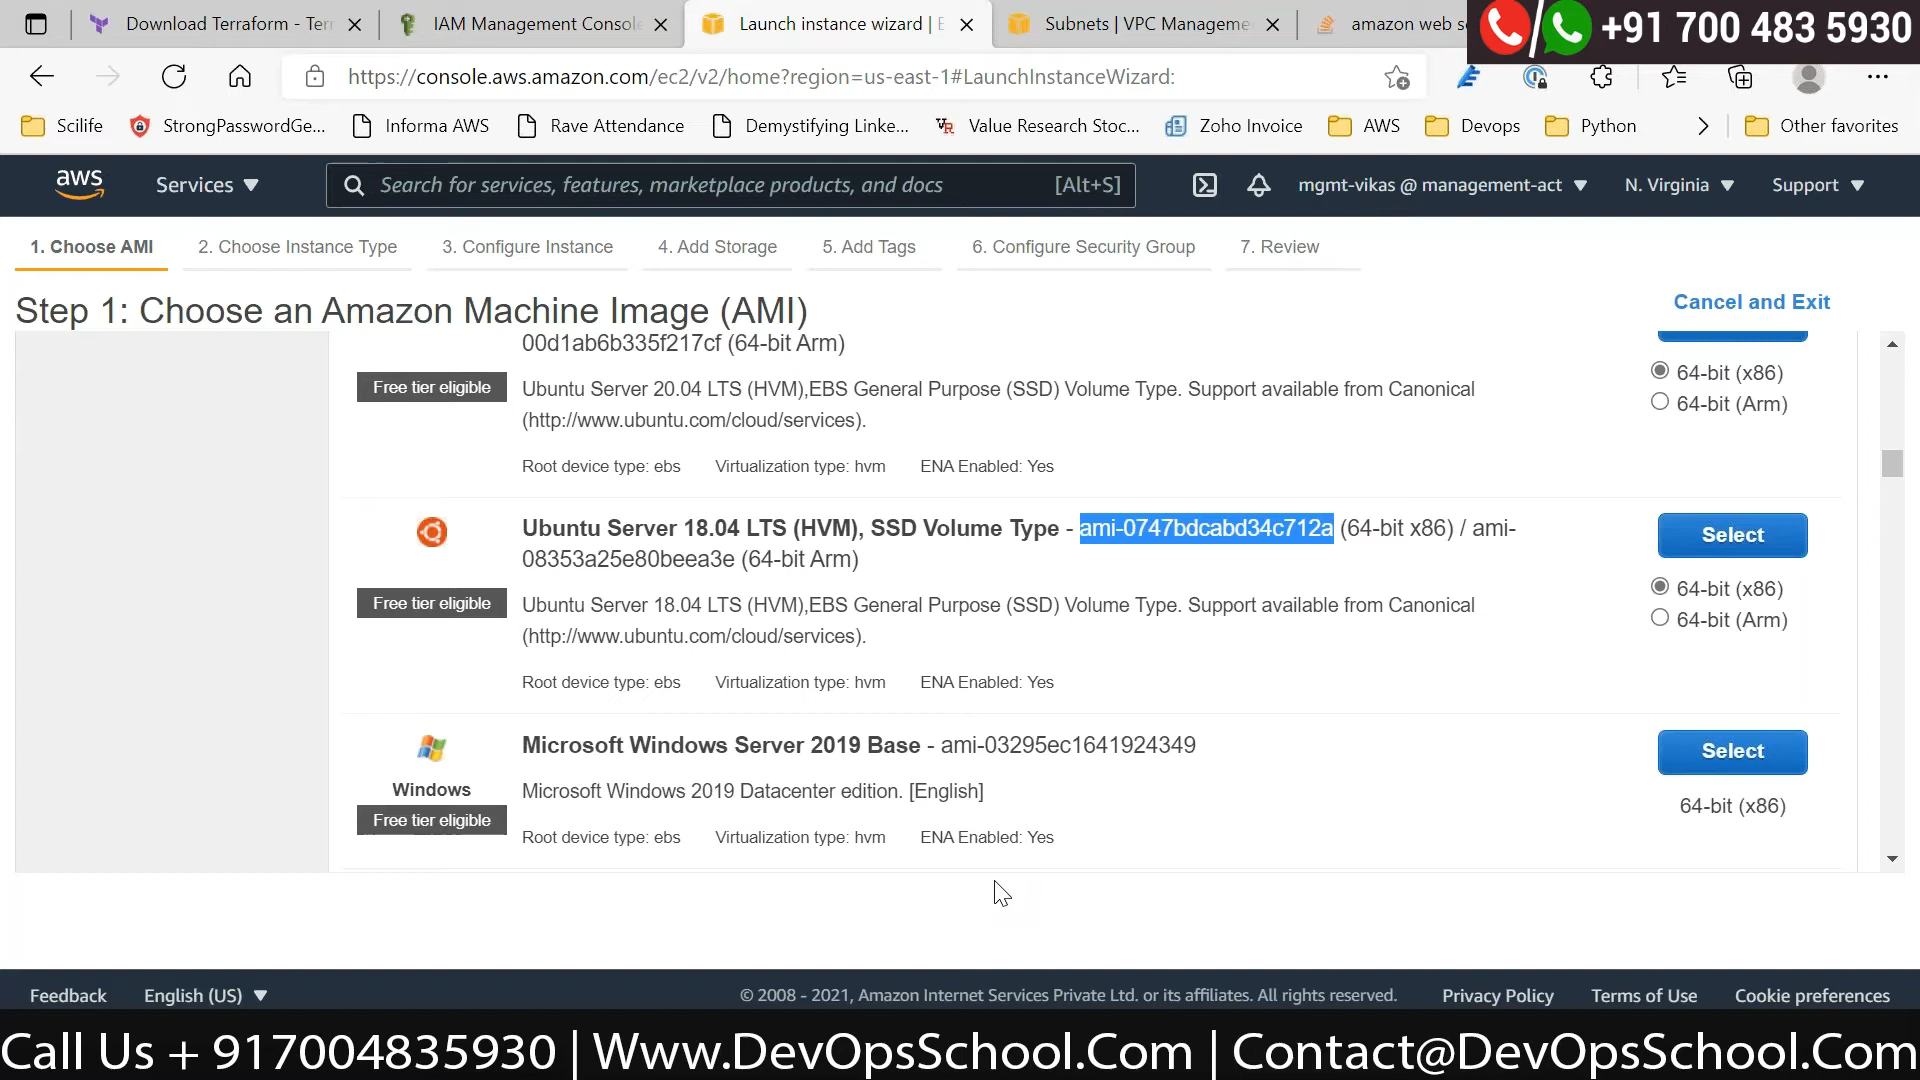 Download Terraform - Terr
IAM Management Console
Launch instance wizard | E
Subnets | VPC Manageme
amazon web se
+91 700 483 5930
https://console.aws.amazon.com/ec2/v2/home?region=us-east-1#LaunchInstanceWizard:
Scilife
StrongPasswordGe...
Informa AWS
Rave Attendance
Demystifying Linke...
Value Research Stoc...
Zoho Invoice
AWS
Devops
Python
Other favorites
aws
Services
Search for services, features, marketplace products, and docs
[Alt+S]
mgmt-vikas @ management-act
N. Virginia
Support
1. Choose AMI
2. Choose Instance Type
3. Configure Instance
4. Add Storage
5. Add Tags
6. Configure Security Group
7. Review
Step 1: Choose an Amazon Machine Image (AMI)
Cancel and Exit
00d1ab6b335f217cf (64-bit Arm)
Free tier eligible
Ubuntu Server 20.04 LTS (HVM),EBS General Purpose (SSD) Volume Type. Support available from Canonical
(http://www.ubuntu.com/cloud/services).
Root device type: ebs
Virtualization type: hvm
ENA Enabled: Yes
64-bit (x86)
64-bit (Arm)
Ubuntu Server 18.04 LTS (HVM), SSD Volume Type - ami-0747bdcabd34c712a (64-bit x86) / ami-
08353a25e80beea3e (64-bit Arm)
Free tier eligible
Ubuntu Server 18.04 LTS (HVM),EBS General Purpose (SSD) Volume Type. Support available from Canonical
(http://www.ubuntu.com/cloud/services).
Root device type: ebs
Virtualization type: hvm
ENA Enabled: Yes
Select
64-bit (x86)
64-bit (Arm)
Windows
Free tier eligible
Microsoft Windows Server 2019 Base - ami-03295ec1641924349
Microsoft Windows 2019 Datacenter edition. [English]
Root device type: ebs
Virtualization type: hvm
ENA Enabled: Yes
Select
64-bit (x86)
Feedback
English (US)
© 2008 - 2021, Amazon Internet Services Private Ltd. or its affiliates. All rights reserved.
Privacy Policy
Terms of Use
Cookie preferences
Call Us + 917004835930 | Www.DevOpsSchool.Com | Contact@DevOpsSchool.Com